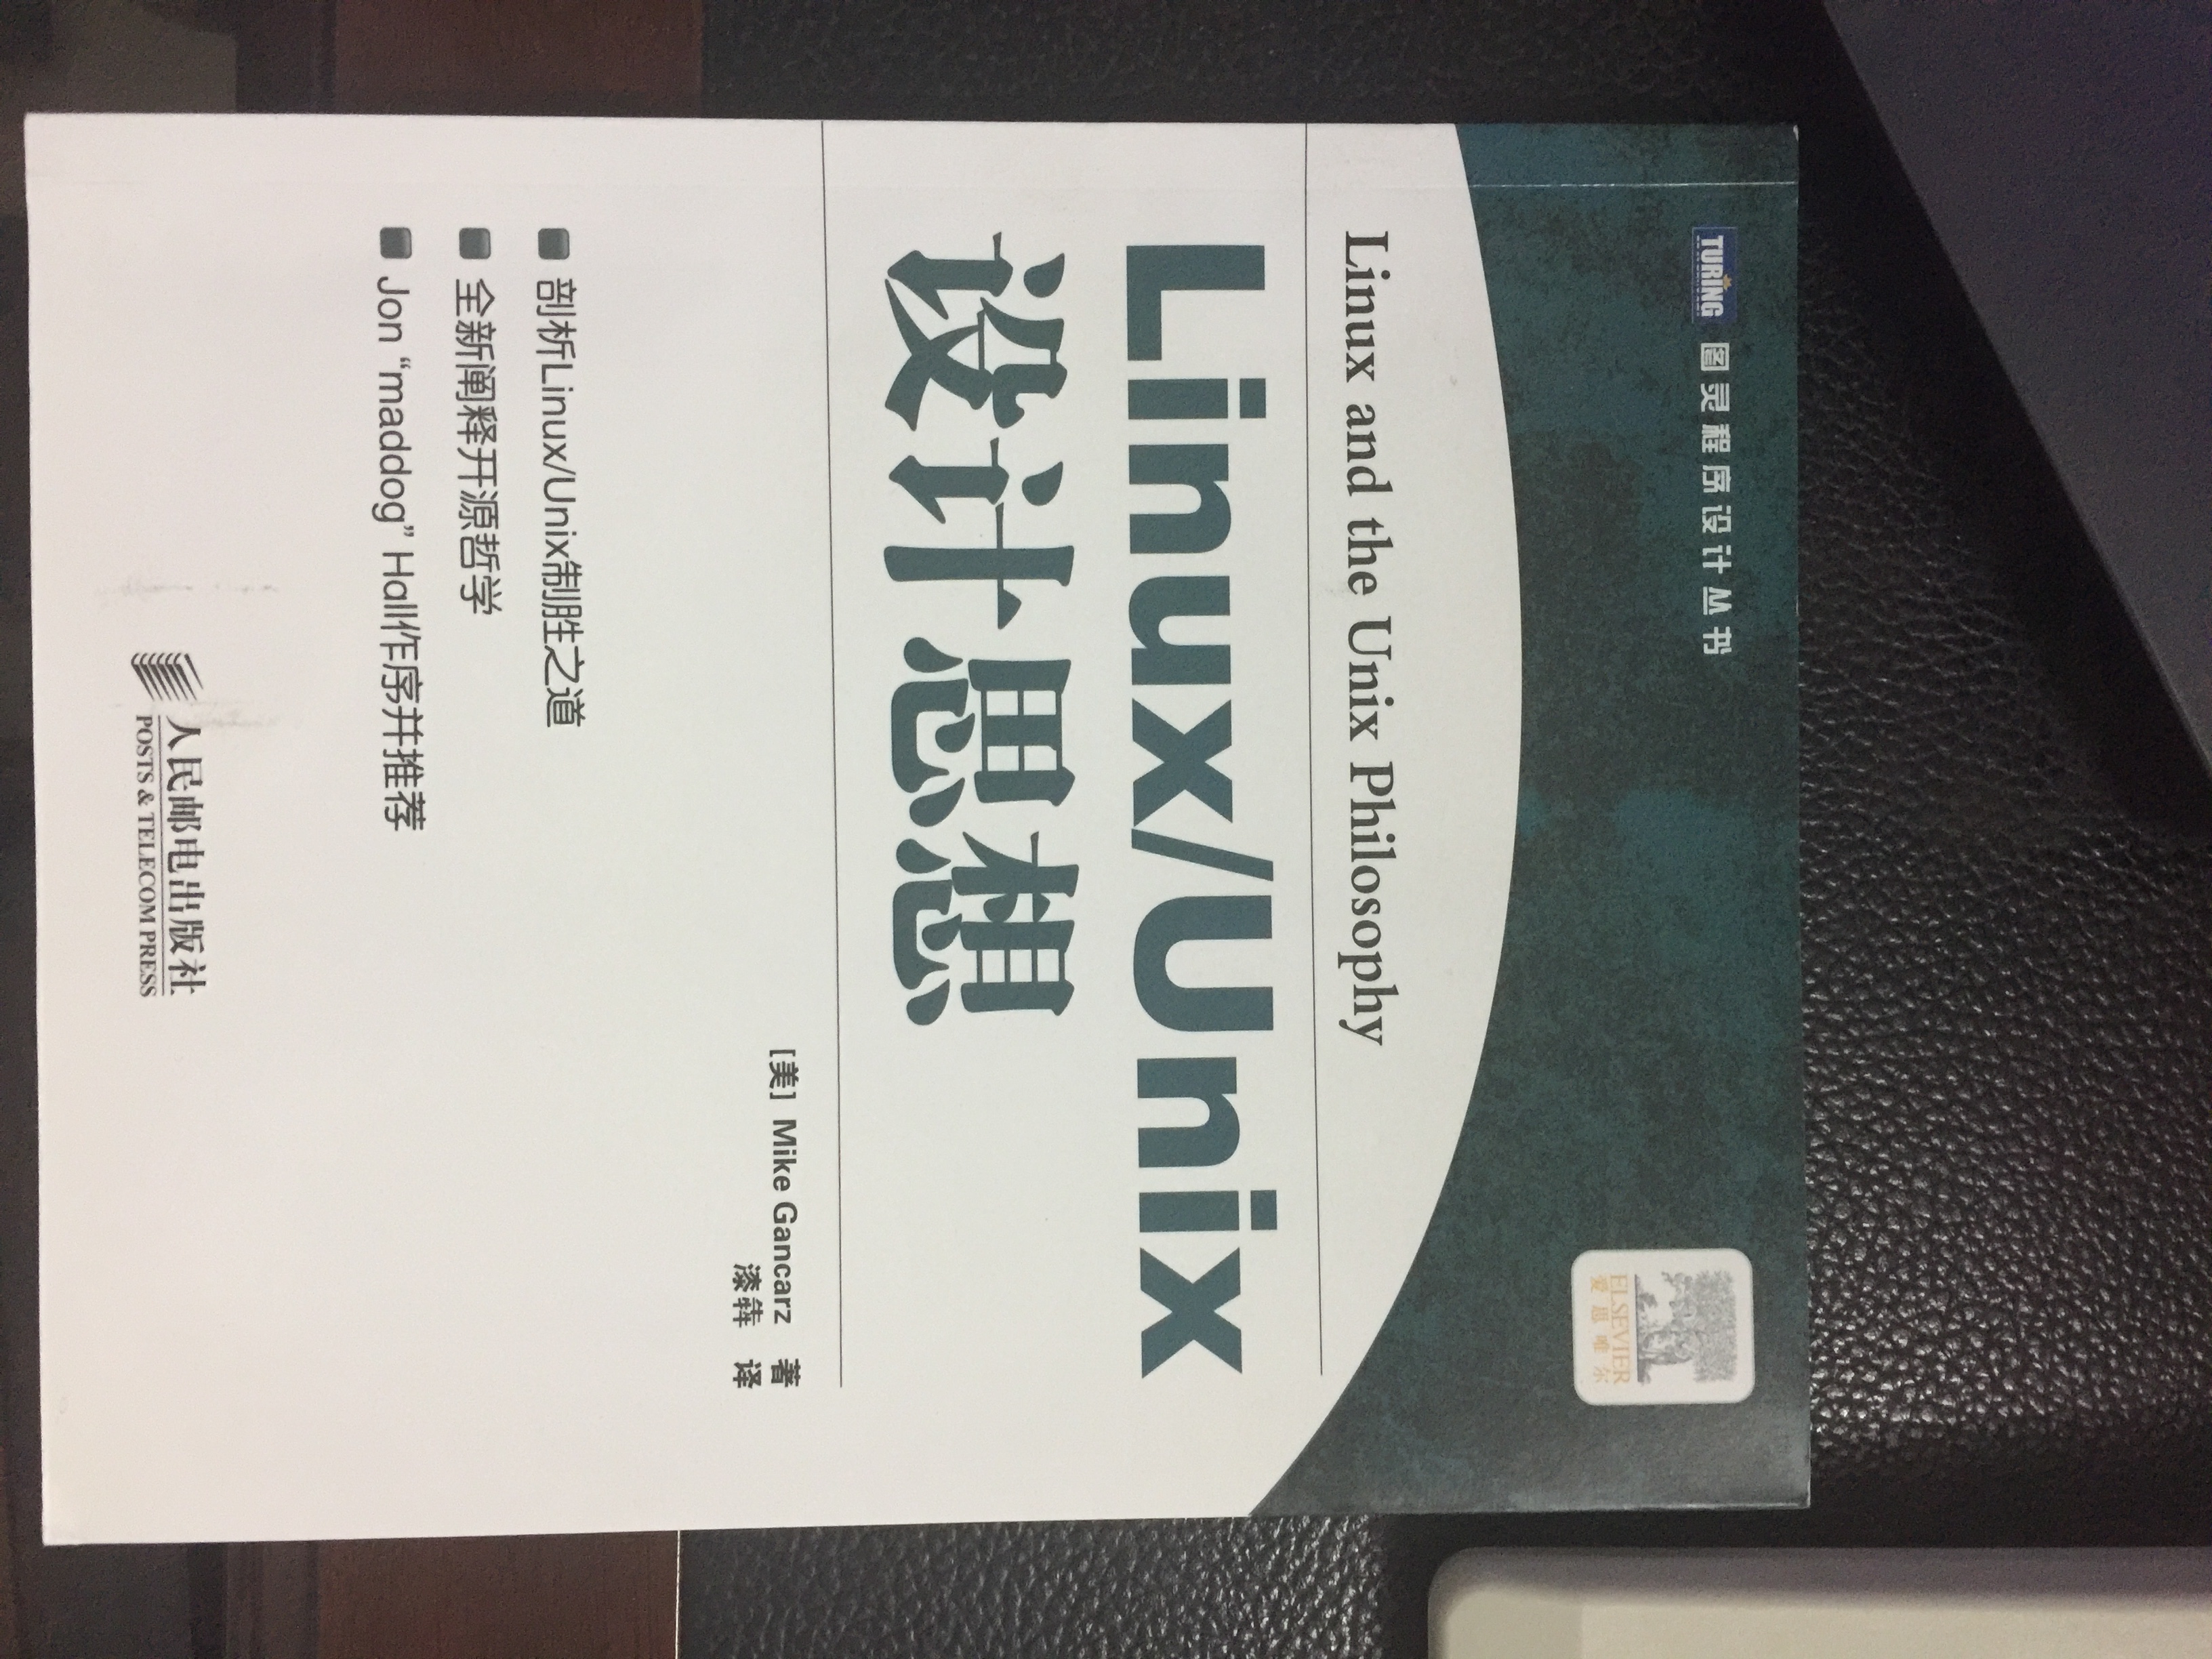 TURING 图灵程序设计丛书
ELSEVIER
爱思唯尔
Linux and the Unix Philosophy
Linux/Unix
设计思想
[美] Mike Gancarz 著
漆犇 译
剖析Linux/Unix制胜之道
全新阐释开源哲学
Jon “maddog” Hall作序并推荐
人民邮电出版社
POSTS & TELECOM PRESS